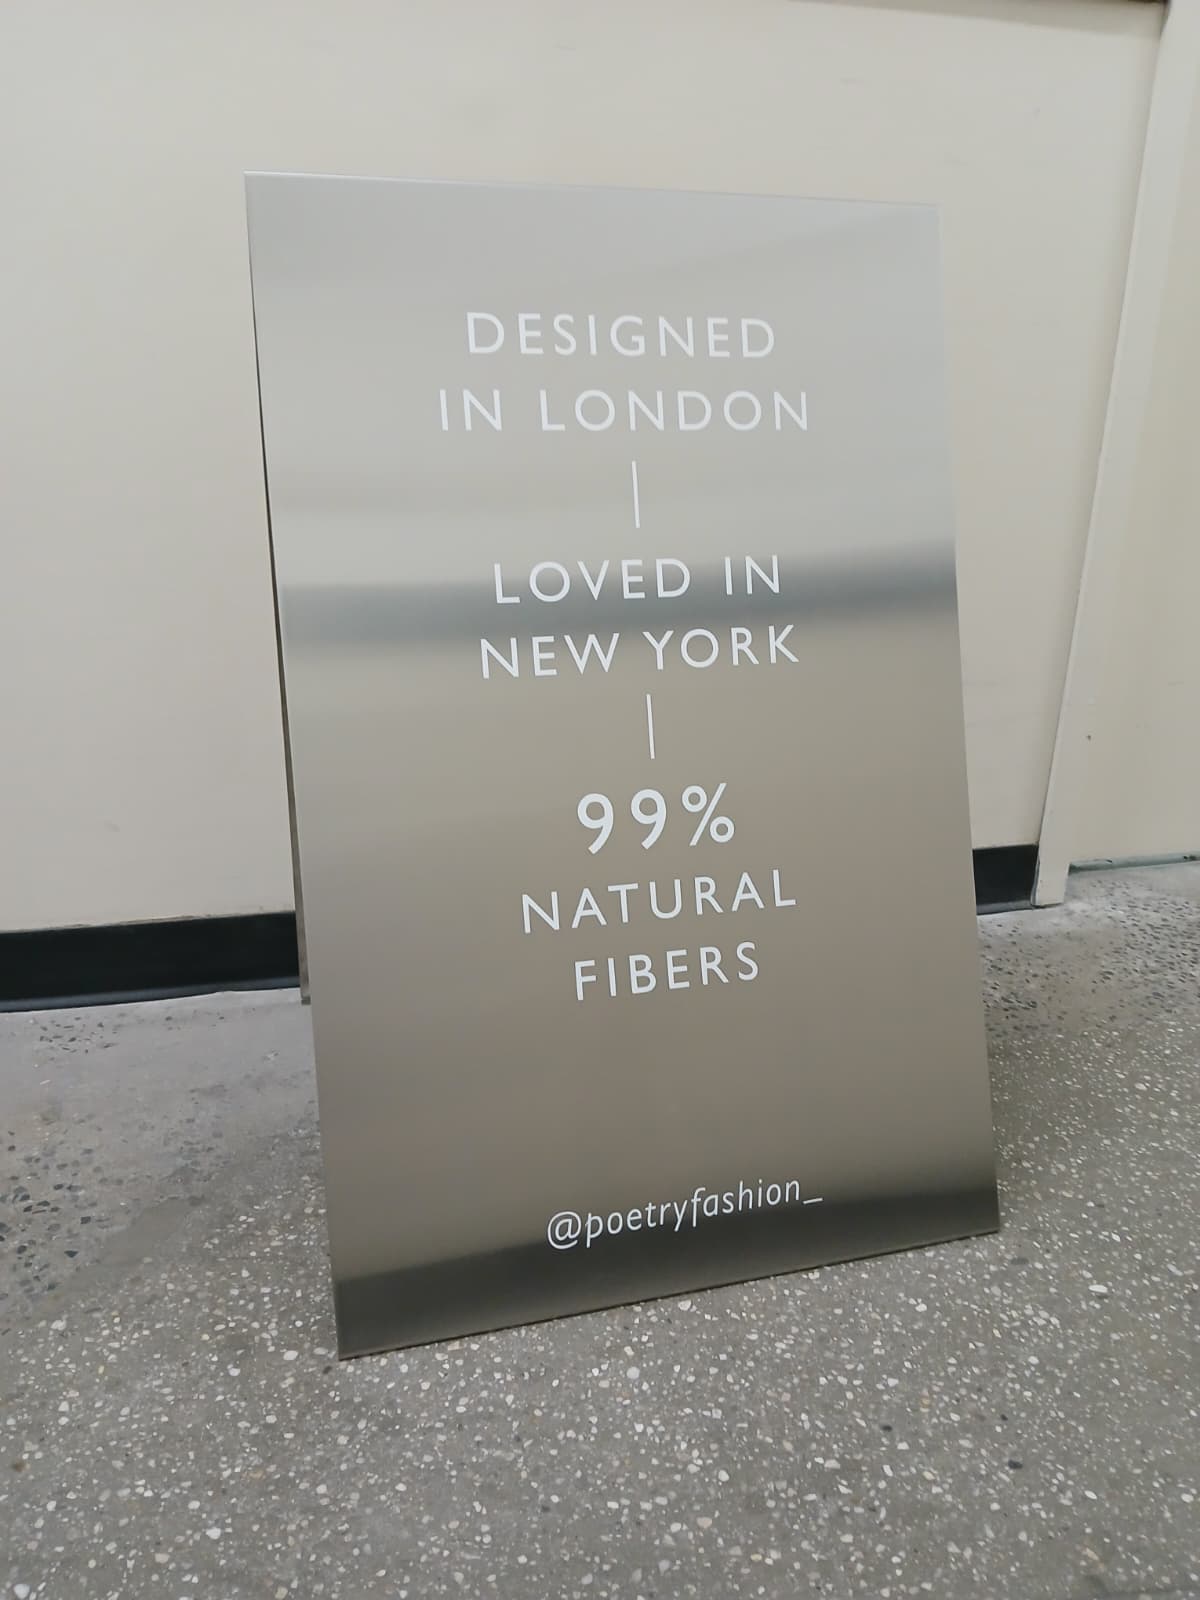 DESIGNED
IN LONDON
LOVED IN
NEW YORK
99%
NATURAL
FIBERS
@poetryfashion_